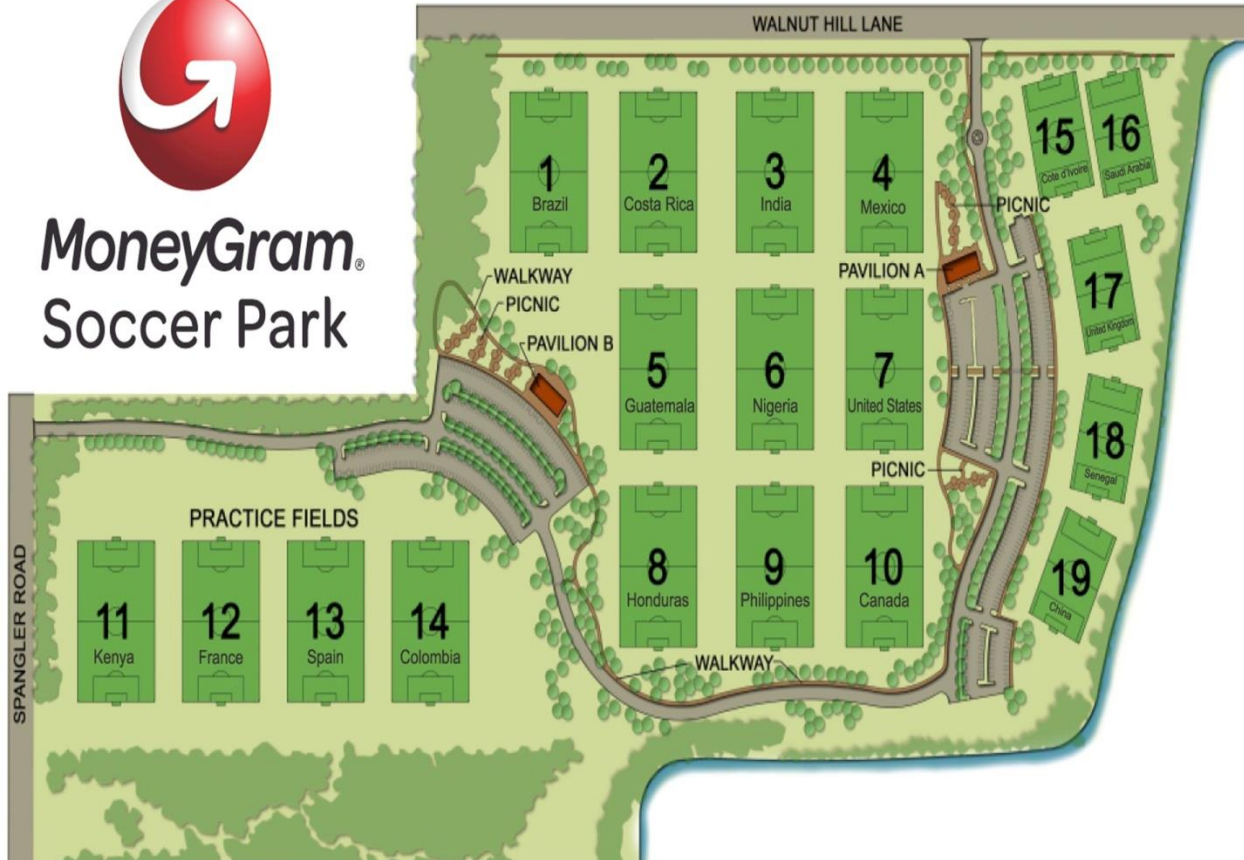 WALNUT HILL LANE
MoneyGram®
Soccer Park
1
Brazil
2
Costa Rica
3
India
4
Mexico
15
Cote d'Ivoire
16
Saudi Arabia
PICNIC
PAVILION A
WALKWAY
PICNIC
PAVILION B
17
United Kingdom
5
Guatemala
6
Nigeria
7
United States
18
Senegal
PICNIC
PRACTICE FIELDS
8
Honduras
9
Philippines
10
Canada
19
China
11
Kenya
12
France
13
Spain
14
Colombia
WALKWAY
SPANGLER ROAD